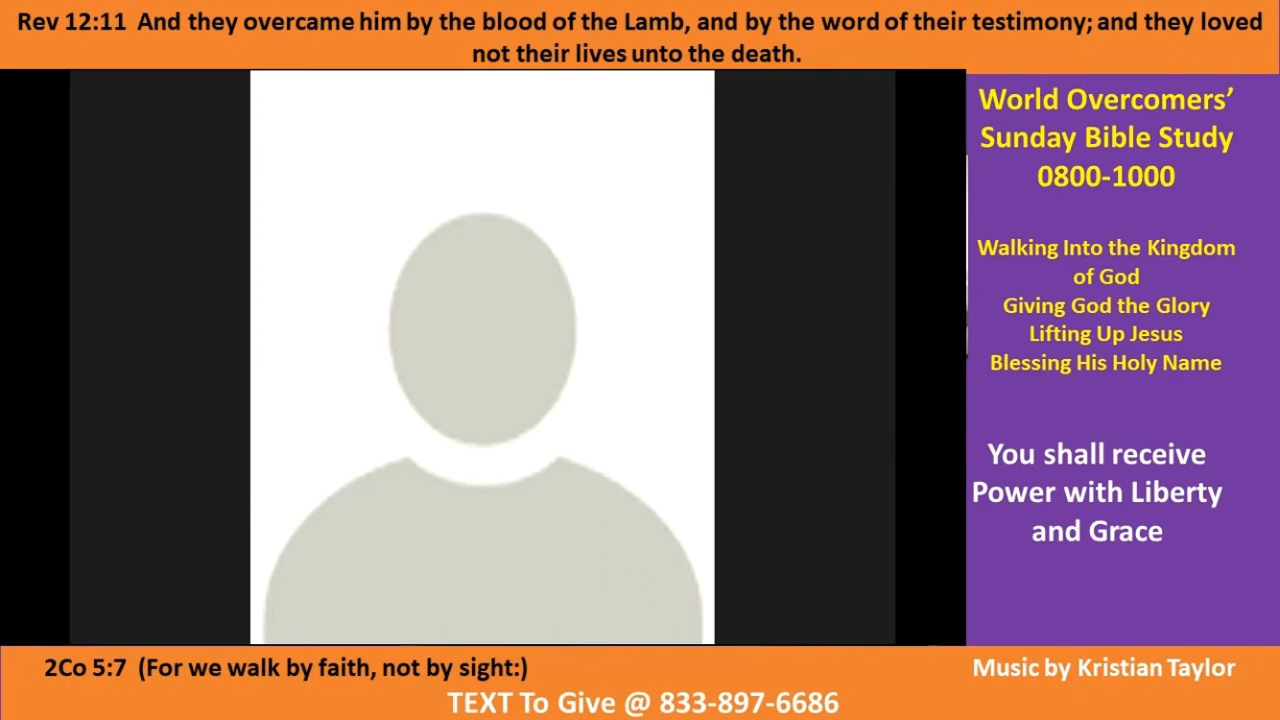 Rev 12:11 And they overcame him by the blood of the Lamb, and by the word of their testimony; and they loved
not their lives unto the death.
World Overcomers’
Sunday Bible Study
0800-1000
Walking Into the Kingdom
of God
Giving God the Glory
Lifting Up Jesus
Blessing His Holy Name
You shall receive
Power with Liberty
and Grace
2Co 5:7 (For we walk by faith, not by sight:)
Music by Kristian Taylor
TEXT To Give @ 833-897-6686